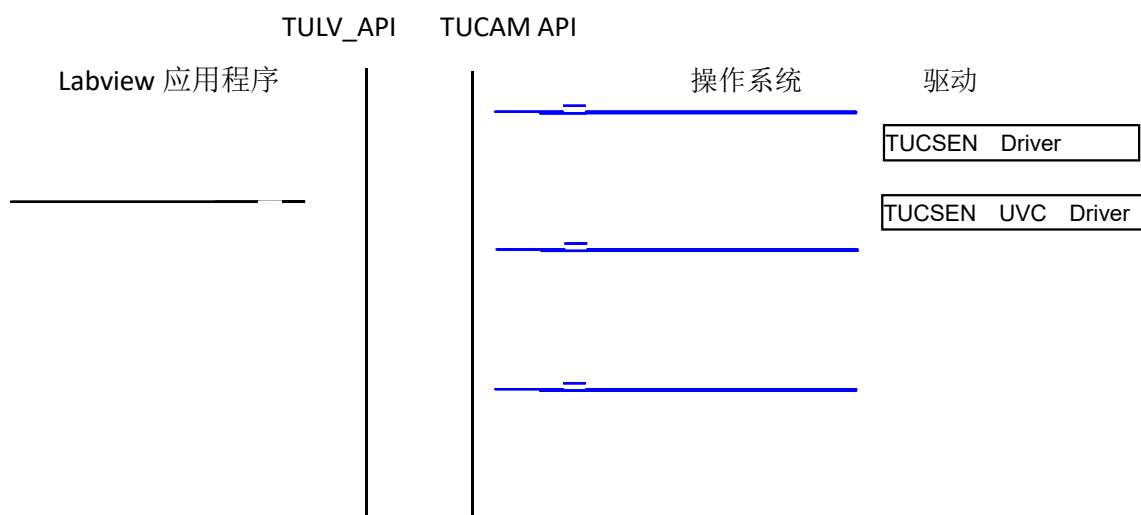 TULV_API TUCAM API
Labview 应用程序 操作系统 驱动
TUCSEN Driver
TUCSEN UVC Driver